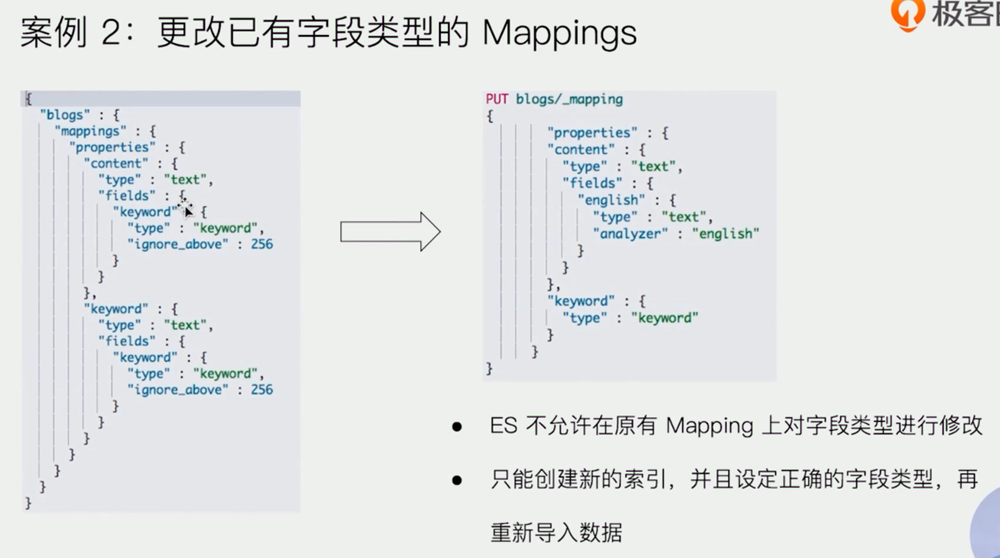 案例 2：更改已有字段类型的 Mappings
极客
{
"blogs" : {
"mappings" : {
"properties" : {
"content" : {
"type" : "text",
"fields" : {
"keyword" : {
"type" : "keyword",
"ignore_above" : 256
}
}
},
"keyword" : {
"type" : "text",
"fields" : {
"keyword" : {
"type" : "keyword",
"ignore_above" : 256
}
}
}
}
}
}
}
PUT blogs/_mapping
{
"properties" : {
"content" : {
"type" : "text",
"fields" : {
"english" : {
"type" : "text",
"analyzer" : "english"
}
}
},
"keyword" : {
"type" : "keyword"
}
}
}
● ES 不允许在原有 Mapping 上对字段类型进行修改
● 只能创建新的索引，并且设定正确的字段类型，再
重新导入数据